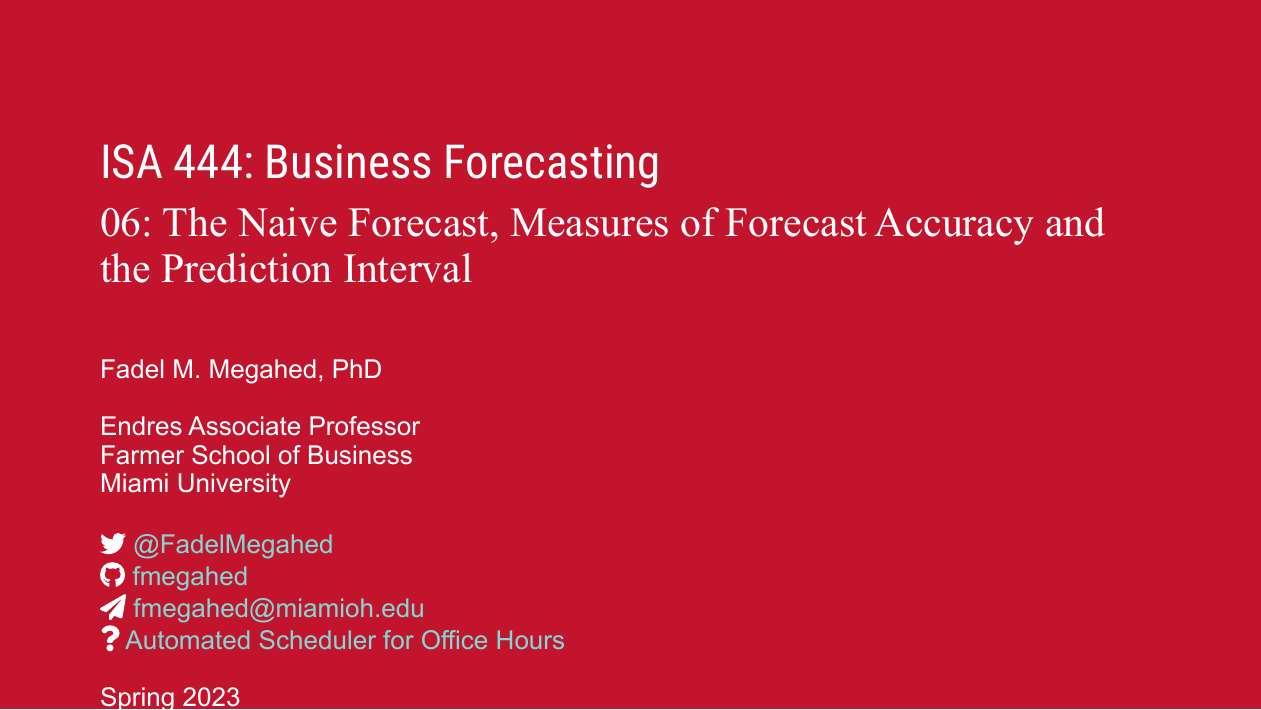 ISA 444: Business Forecasting
06: The Naive Forecast, Measures of Forecast Accuracy and
the Prediction Interval
Fadel M. Megahed, PhD
Endres Associate Professor
Farmer School of Business
Miami University
@FadelMegahed
fmegahed
fmegahed@miamioh.edu
? Automated Scheduler for Office Hours
Spring 2023